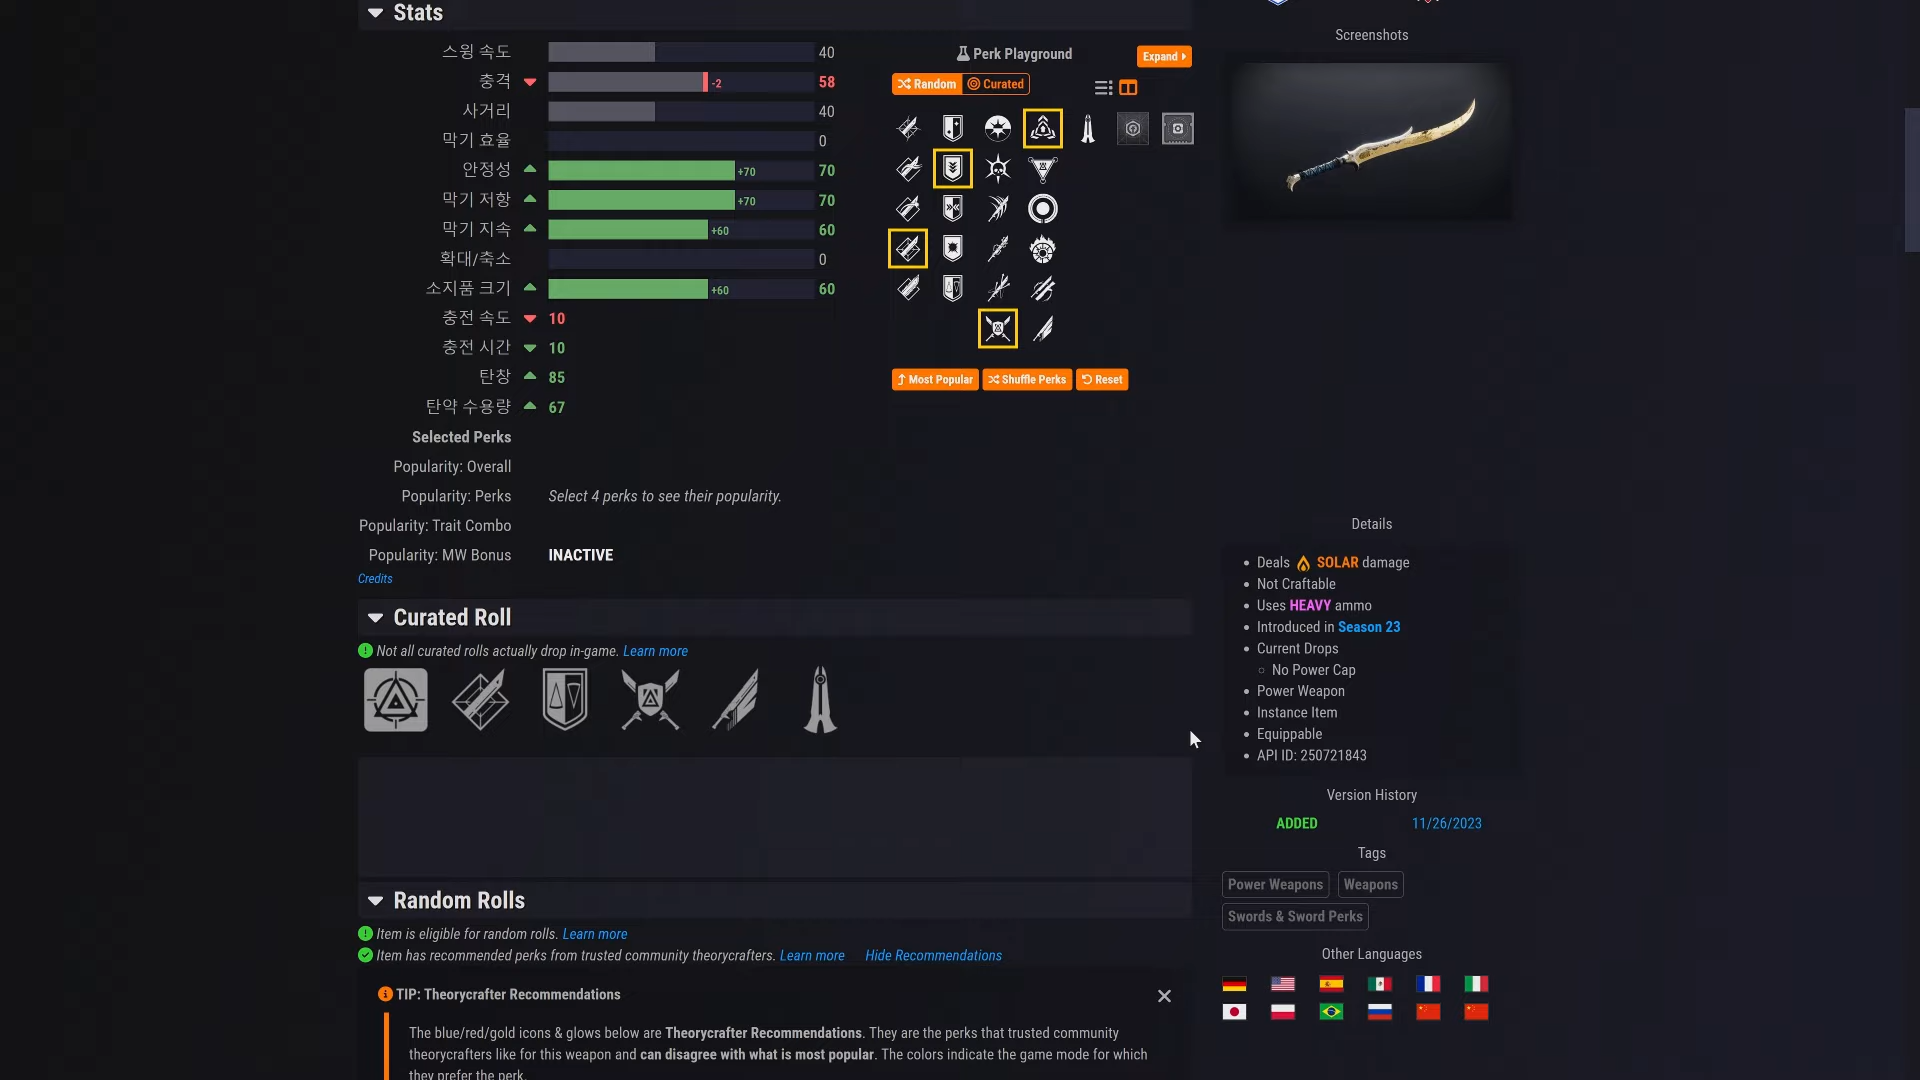 Stats
스윙 속도 40
충격 -2 58
사거리 40
막기 효율 0
안정성 +70 70
막기 저항 +70 70
막기 지속 +60 60
확대/축소 0
소지품 크기 +60 60
충전 속도 10
충전 시간 10
탄창 85
탄약 수용량 67
Selected Perks
Popularity: Overall
Popularity: Perks Select 4 perks to see their popularity.
Popularity: Trait Combo
Popularity: MW Bonus INACTIVE
Credits
Perk Playground Expand
Random Curated
Most Popular Shuffle Perks Reset
Curated Roll
Not all curated rolls actually drop in-game. Learn more
Random Rolls
Item is eligible for random rolls. Learn more
Item has recommended perks from trusted community theorycrafters. Learn more Hide Recommendations
TIP: Theorycrafter Recommendations
The blue/red/gold icons & glows below are Theorycrafter Recommendations. They are the perks that trusted community
theorycrafters like for this weapon and can disagree with what is most popular. The colors indicate the game mode for which
they prefer the perk.
Screenshots
Details
Deals SOLAR damage
Not Craftable
Uses HEAVY ammo
Introduced in Season 23
Current Drops
No Power Cap
Power Weapon
Instance Item
Equippable
API ID: 250721843
Version History
ADDED 11/26/2023
Tags
Power Weapons Weapons
Swords & Sword Perks
Other Languages